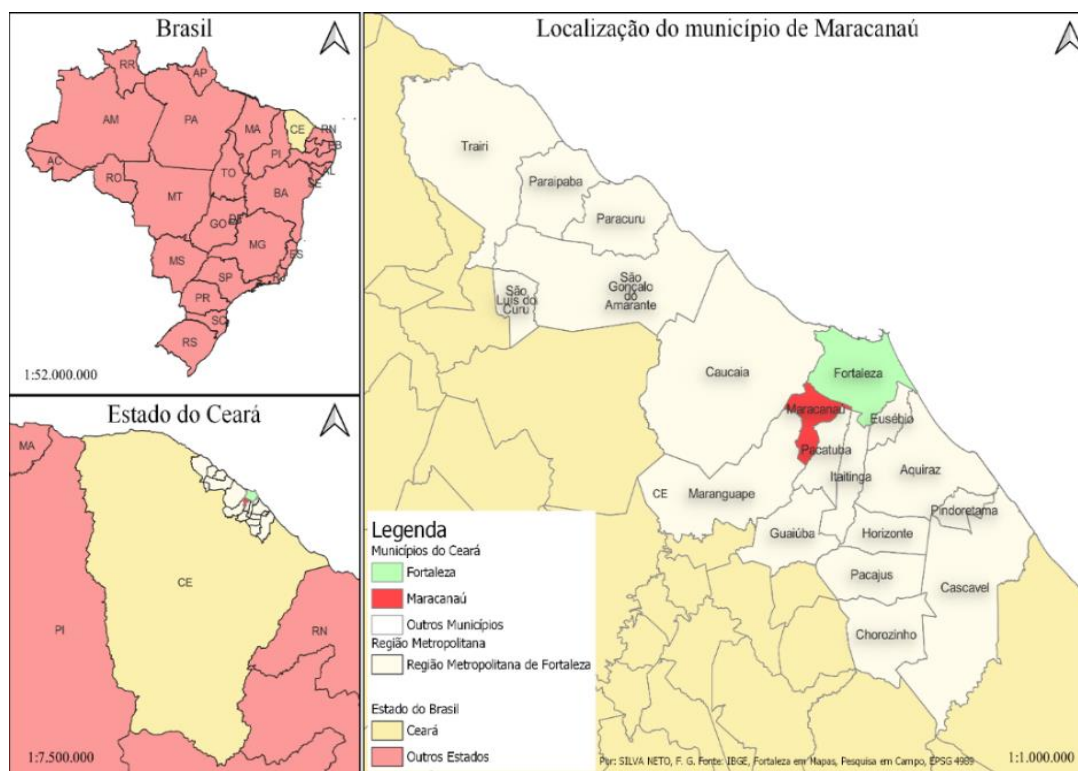 Brasil
RR
AP
AM
PA
MA
CE
RN
PB
PI
AC
RO
TO
AL
SE
MT
BA
GO
DF
MG
MS
ES
SP
RJ
PR
SC
RS
1:52.000.000
Estado do Ceará
MA
CE
PI
RN
1:7.500.000
Localização do município de Maracanaú
Trairi
Paraipaba
Paracuru
São
Luís do
Curu
São
Gonçalo
do
Amarante
Caucaia
Fortaleza
Maracanaú
Eusébio
Pacatuba
Itaitinga
Aquiraz
CE
Maranguape
Pindoretama
Guaiúba
Horizonte
Pacajus
Cascavel
Chorozinho
Legenda
Municípios do Ceará
Fortaleza
Maracanaú
Outros Municípios
Região Metropolitana
Região Metropolitana de Fortaleza
Estado do Brasil
Ceará
Outros Estados
Por: SILVA NETO, F. G. Fonte: IBGE, Fortaleza em Mapas, Pesquisa em Campo, EPSG 4989
1:1.000.000